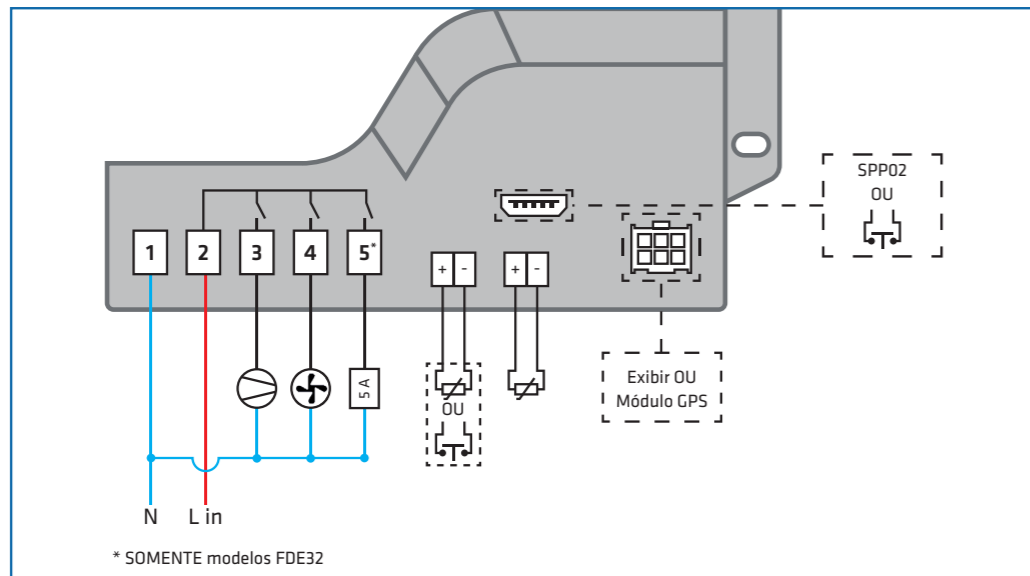 SPP02
OU
1 2 3 4 5*
+ - + -
5 A
Exibir OU
Módulo GPS
OU
N L in
* SOMENTE modelos FDE32